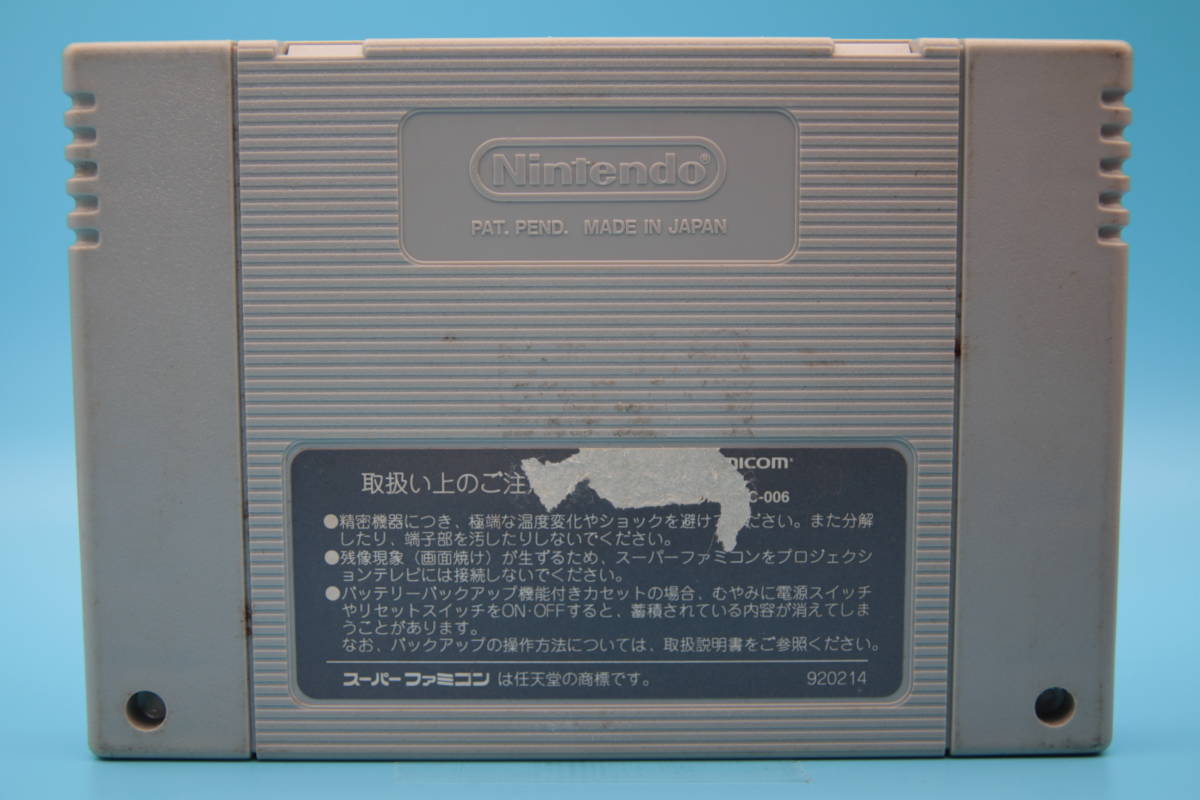 Nintendo®
PAT. PEND. MADE IN JAPAN
取扱い上のご注
C-006
●精密機器につき、極端な温度変化やショックを避けて ださい。また分解
したり、端子部を汚したりしないでください。
●残像現象（画面焼け）が生ずるため、スーパーファミコンをプロジェクシ
ョンテレビには接続しないでください。
●バッテリーバックアップ機能付きカセットの場合、むやみに電源スイッチ
やリセットスイッチをON・OFFすると、蓄積されている内容が消えてしま
うことがあります。
なお、バックアップの操作方法については、取扱説明書をご参照ください。
スーパーファミコン は任天堂の商標です。
920214